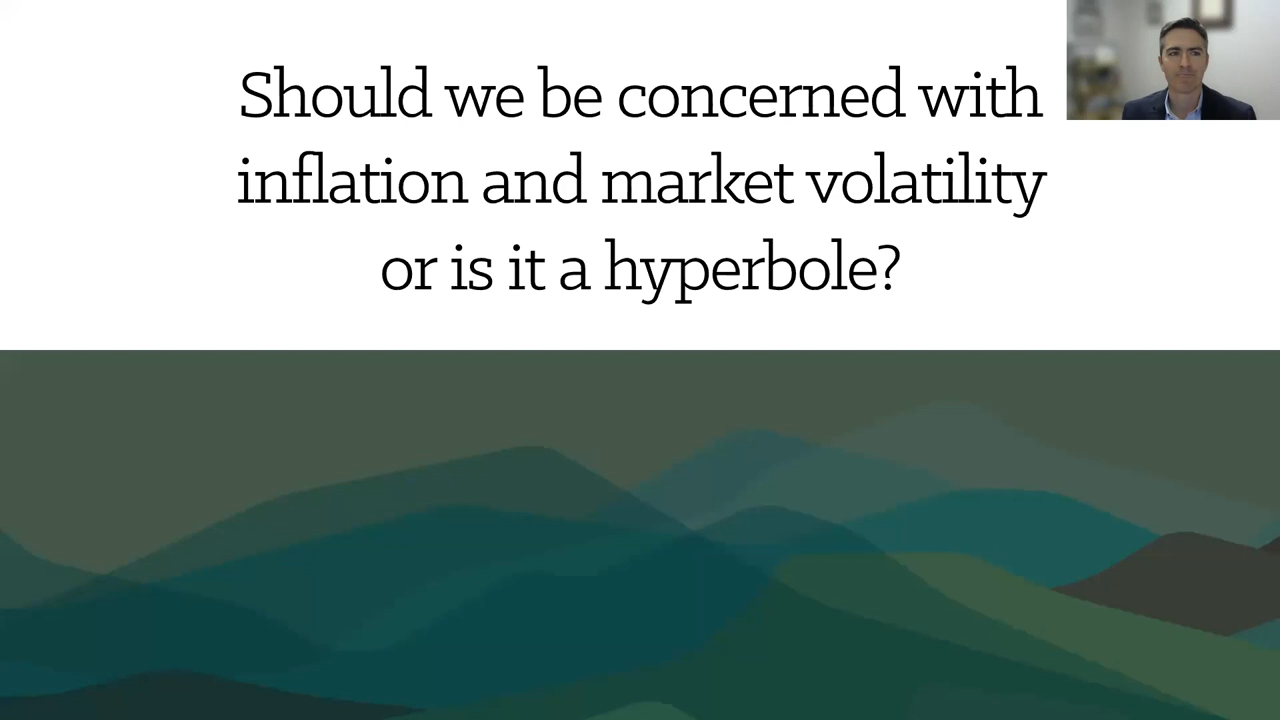 Should we be concerned with
inflation and market volatility
or is it a hyperbole?